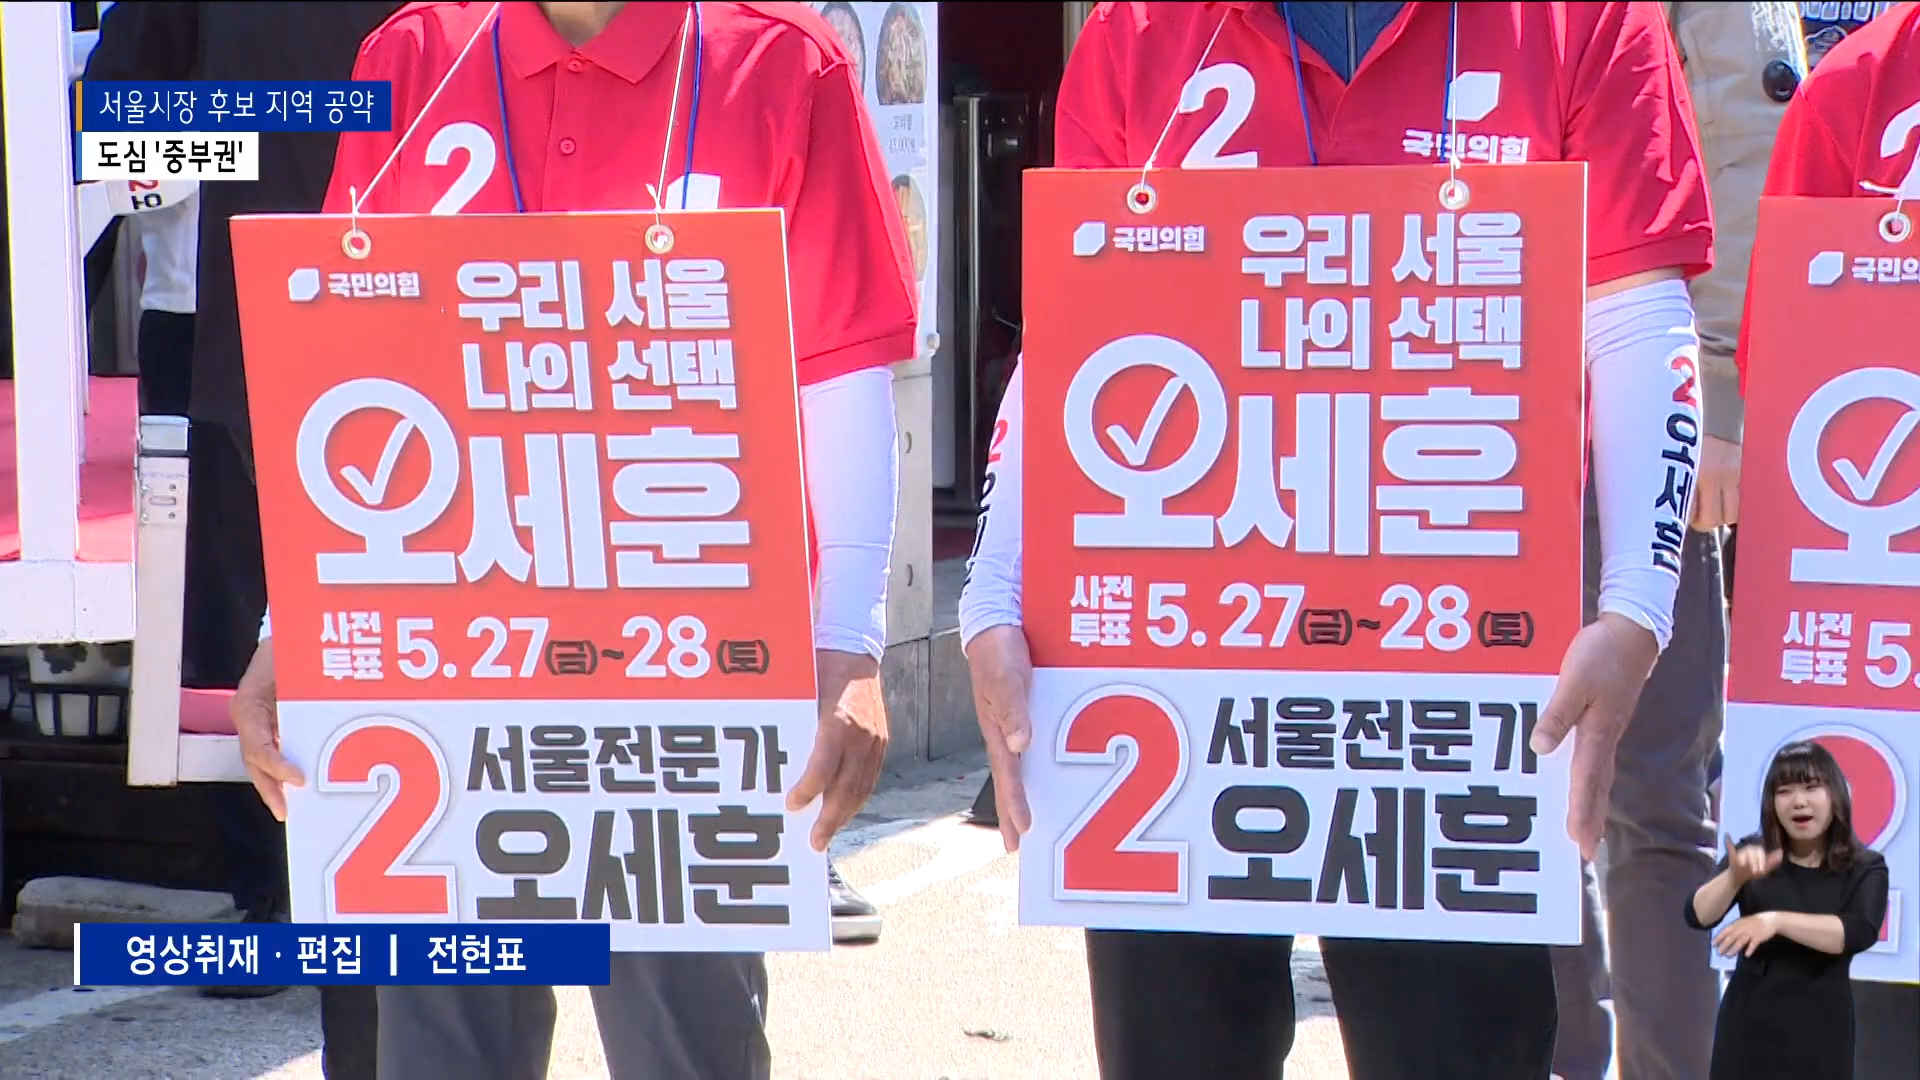 서울시장 후보 지역 공약
도심 '중부권'
2
2
국민의힘
2
국민의힘
우리 서울
나의 선택
오세훈
사전
투표
5. 27(금)~28(토)
2
서울전문가
오세훈
국민의힘
우리 서울
나의 선택
오세훈
사전
투표
5. 27(금)~28(토)
2
서울전문가
오세훈
2 오세훈
국민의
오
사전
투표
5.
2
영상취재 · 편집 | 전현표